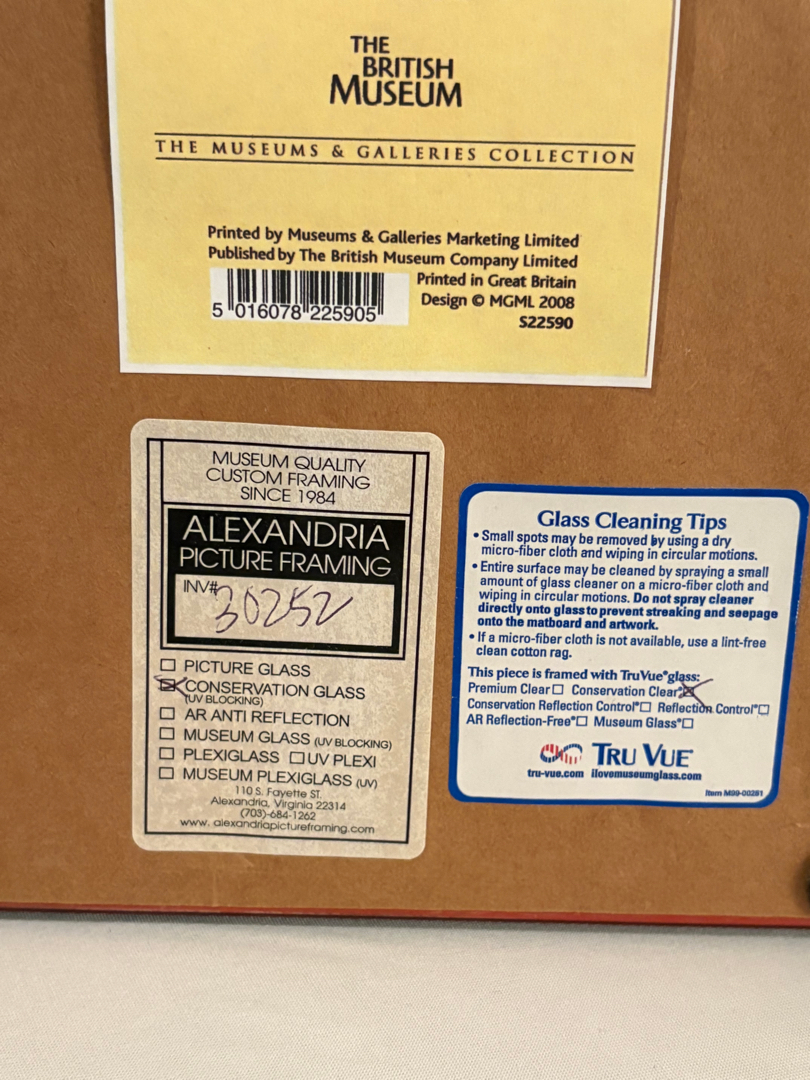 THE
BRITISH
MUSEUM
THE MUSEUMS & GALLERIES COLLECTION
Printed by Museums & Galleries Marketing Limited
Published by The British Museum Company Limited
Printed in Great Britain
Design © MGML 2008
S22590
5 016078 225905
MUSEUM QUALITY
CUSTOM FRAMING
SINCE 1984
ALEXANDRIA
PICTURE FRAMING
INV# 30252
PICTURE GLASS
CONSERVATION GLASS
(UV BLOCKING)
AR ANTI REFLECTION
MUSEUM GLASS (UV BLOCKING)
PLEXIGLASS UV PLEXI
MUSEUM PLEXIGLASS (UV)
110 S. Fayette ST.
Alexandria, Virginia 22314
(703)-684-1262
www. alexandriapictureframing.com
Glass Cleaning Tips
• Small spots may be removed by using a dry
micro-fiber cloth and wiping in circular motions.
• Entire surface may be cleaned by spraying a small
amount of glass cleaner on a micro-fiber cloth and
wiping in circular motions. Do not spray cleaner
directly onto glass to prevent streaking and seepage
onto the matboard and artwork.
• If a micro-fiber cloth is not available, use a lint-free
clean cotton rag.
This piece is framed with TruVue® glass:
Premium Clear Conservation Clear®
Conservation Reflection Control® Reflection Control®
AR Reflection-Free® Museum Glass®
TRU VUE®
tru-vue.com ilovemuseumglass.com
Item M99-00281